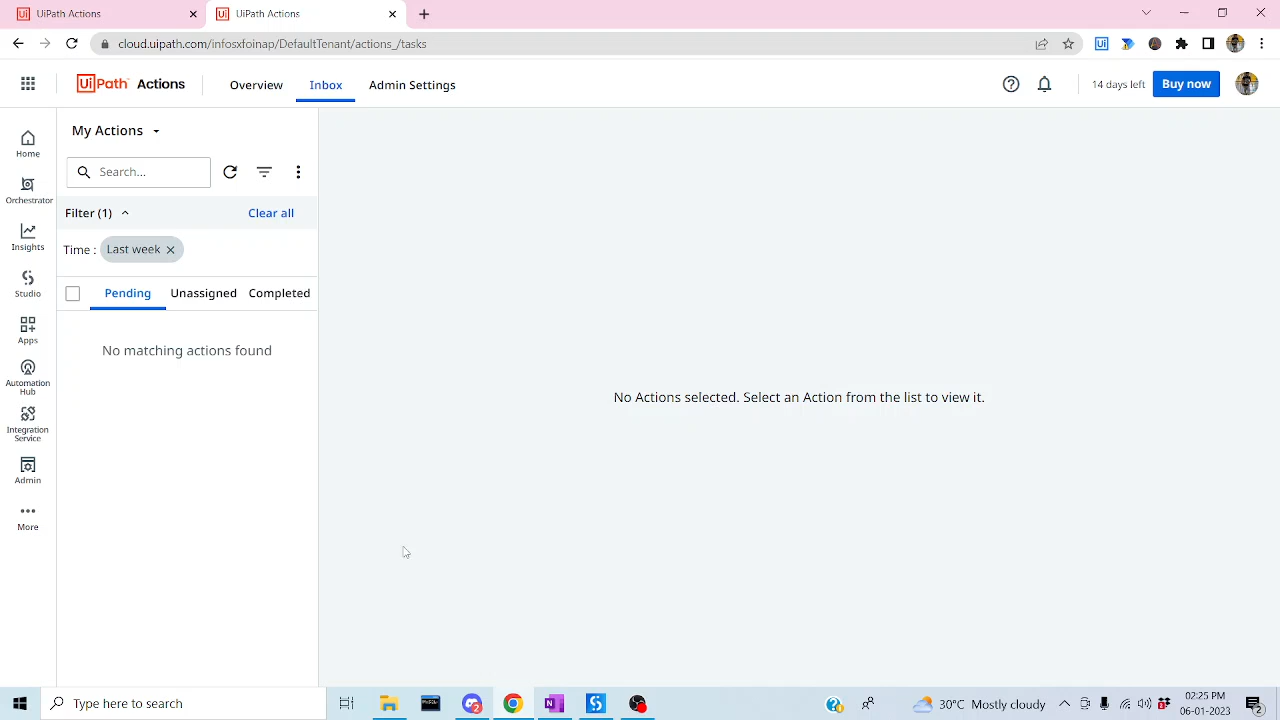 UiPath Actions
UiPath Actions
cloud.uipath.com/infosxfoinap/DefaultTenant/actions_/tasks
UiPath Actions
Overview
Inbox
Admin Settings
14 days left
Buy now
Home
Orchestrator
Insights
Studio
Apps
Automation
Hub
Integration
Service
Admin
More
My Actions
Search...
Filter (1)
Clear all
Time :
Last week
Pending
Unassigned
Completed
No matching actions found
No Actions selected. Select an Action from the list to view it.
Type here to search
30°C Mostly cloudy
02:25 PM
06-01-2023